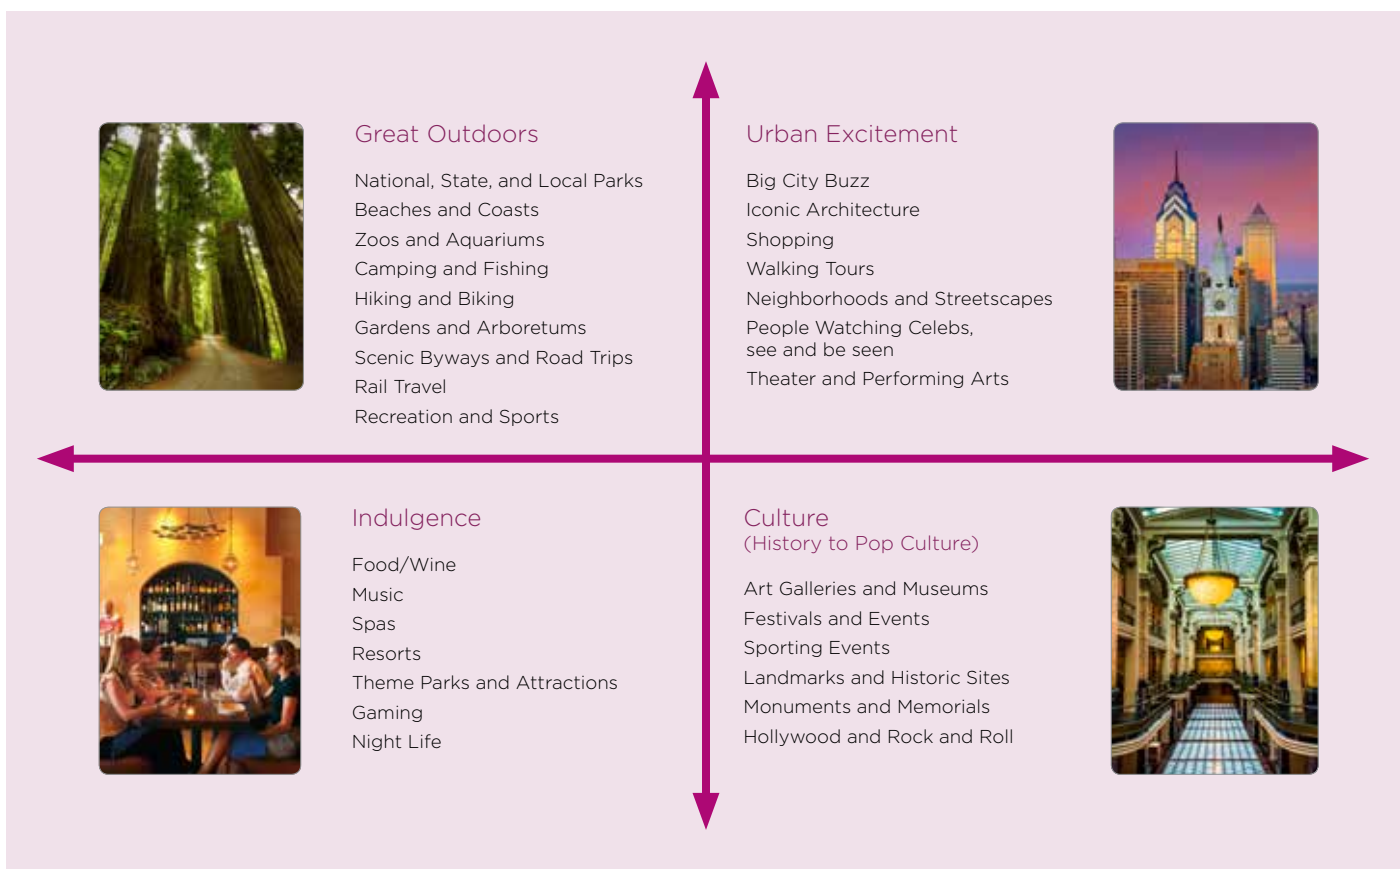 Great Outdoors
National, State, and Local Parks
Beaches and Coasts
Zoos and Aquariums
Camping and Fishing
Hiking and Biking
Gardens and Arboretums
Scenic Byways and Road Trips
Rail Travel
Recreation and Sports
Urban Excitement
Big City Buzz
Iconic Architecture
Shopping
Walking Tours
Neighborhoods and Streetscapes
People Watching Celebs,
see and be seen
Theater and Performing Arts
Indulgence
Food/Wine
Music
Spas
Resorts
Theme Parks and Attractions
Gaming
Night Life
Culture
(History to Pop Culture)
Art Galleries and Museums
Festivals and Events
Sporting Events
Landmarks and Historic Sites
Monuments and Memorials
Hollywood and Rock and Roll